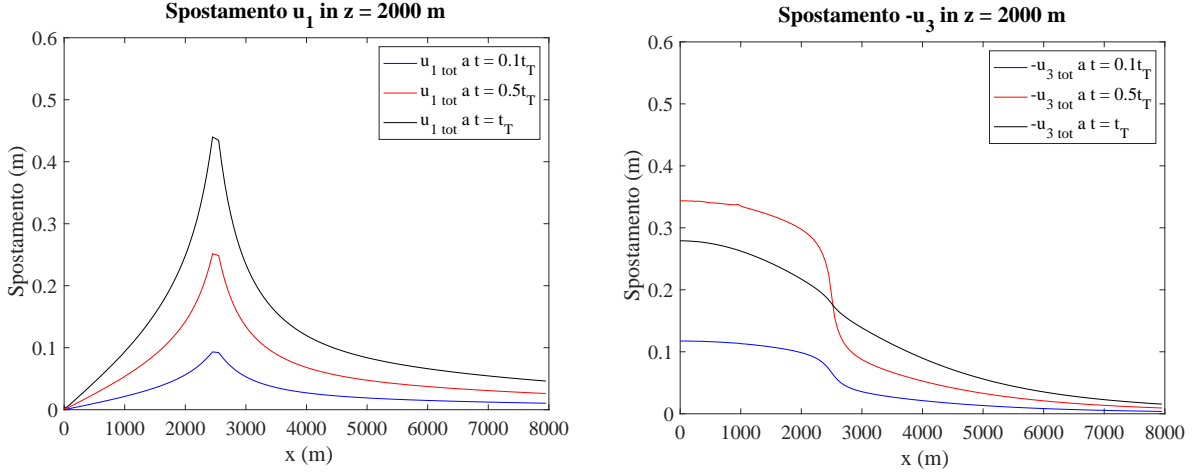 Spostamento u1 in z = 2000 m
0.6
0.5
0.4
0.3
0.2
0.1
0
Spostamento (m)
u1 tot a t = 0.1tT
u1 tot a t = 0.5tT
u1 tot a t = tT
0 1000 2000 3000 4000 5000 6000 7000 8000
x (m)
Spostamento -u3 in z = 2000 m
0.6
0.5
0.4
0.3
0.2
0.1
0
Spostamento (m)
-u3 tot a t = 0.1tT
-u3 tot a t = 0.5tT
-u3 tot a t = tT
0 1000 2000 3000 4000 5000 6000 7000 8000
x (m)